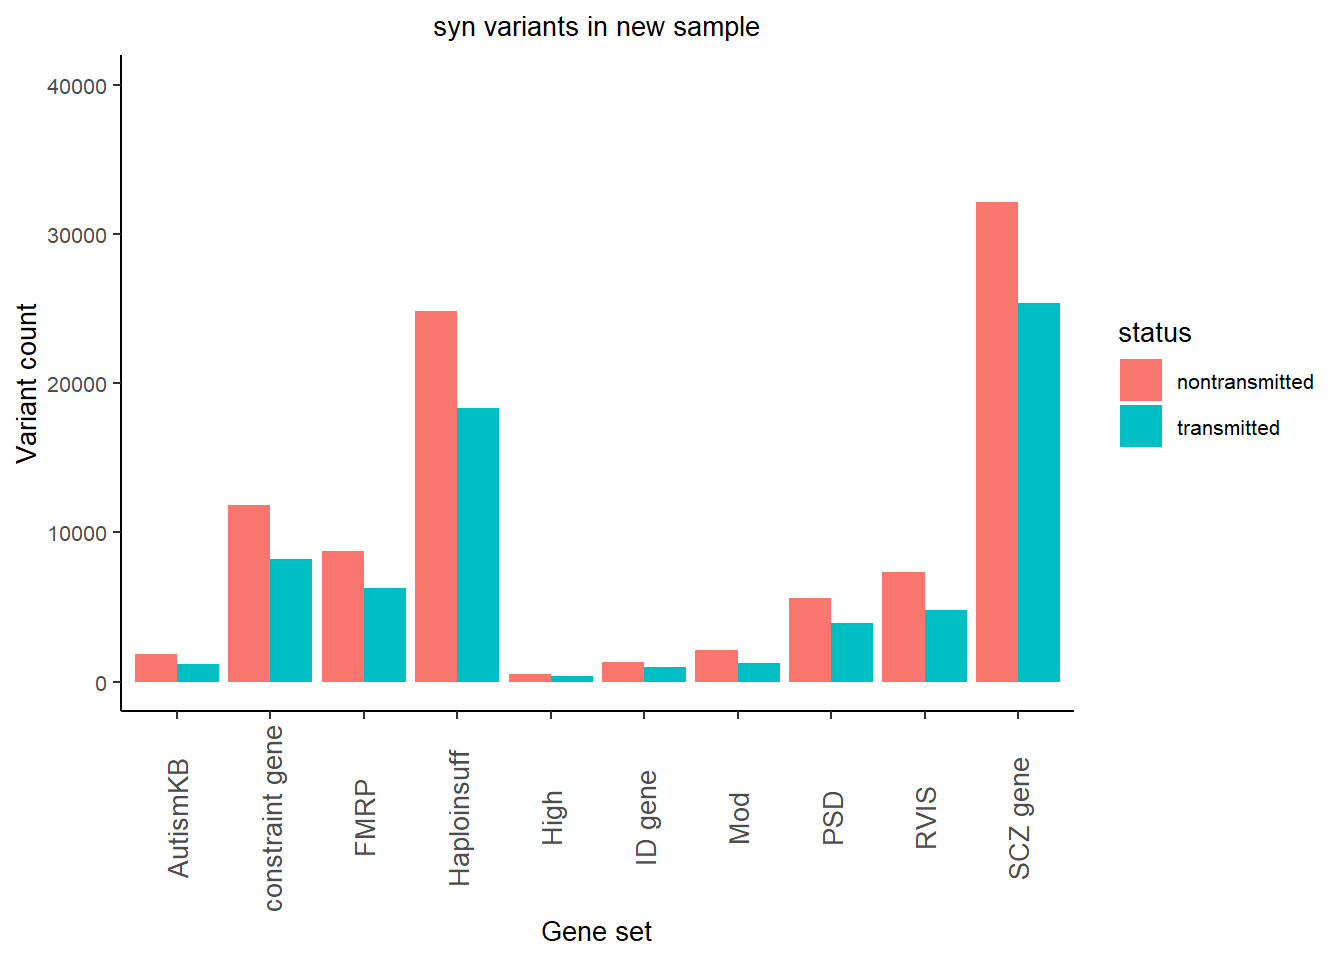 syn variants in new sample
40000
30000
20000
10000
0
Variant count
AutismKB
constraint gene
FMRP
Haploinsuff
High
ID gene
Mod
PSD
RVIS
SCZ gene
Gene set
status
nontransmitted
transmitted